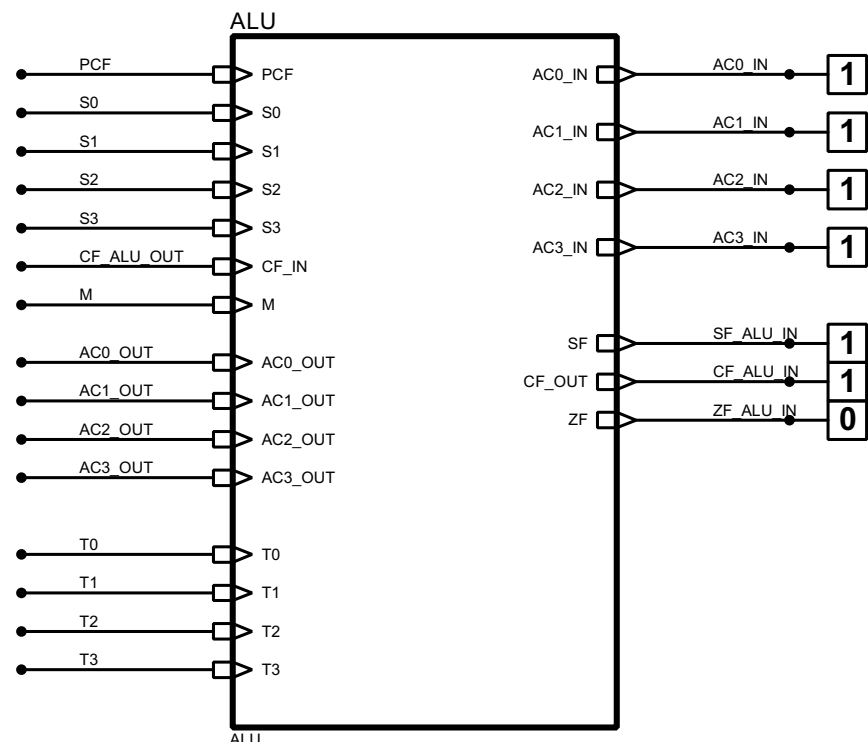 ALU
PCF PCF AC0_IN AC0_IN 1
S0 S0
S1 S1 AC1_IN AC1_IN 1
S2 S2 AC2_IN AC2_IN 1
S3 S3 AC3_IN AC3_IN 1
CF_ALU_OUT CF_IN
M M
AC0_OUT AC0_OUT SF SF_ALU_IN 1
AC1_OUT AC1_OUT CF_OUT CF_ALU_IN 1
AC2_OUT AC2_OUT ZF ZF_ALU_IN 0
AC3_OUT AC3_OUT
T0 T0
T1 T1
T2 T2
T3 T3
ALU